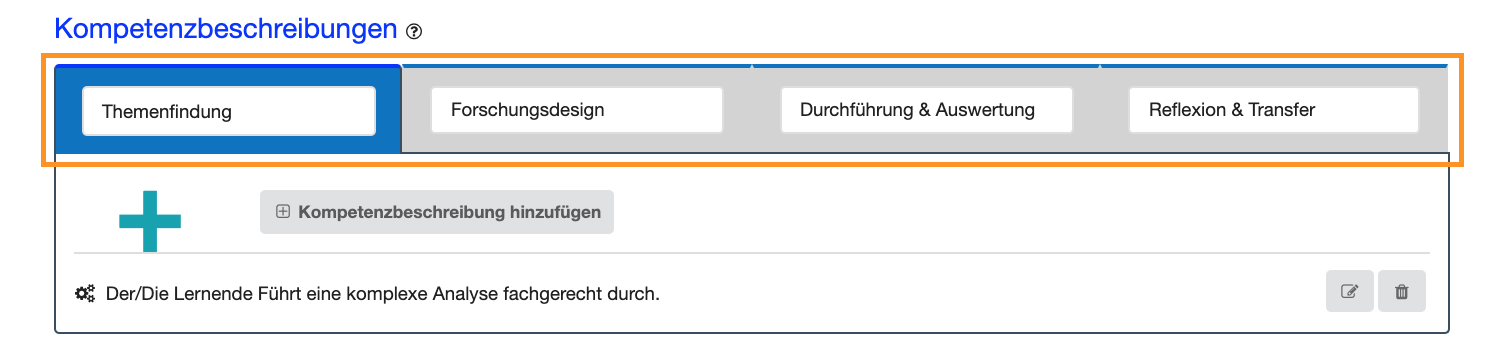 Kompetenzbeschreibungen ?
Themenfindung
Forschungsdesign
Durchführung & Auswertung
Reflexion & Transfer
Kompetenzbeschreibung hinzufügen
Der/Die Lernende Führt eine komplexe Analyse fachgerecht durch.